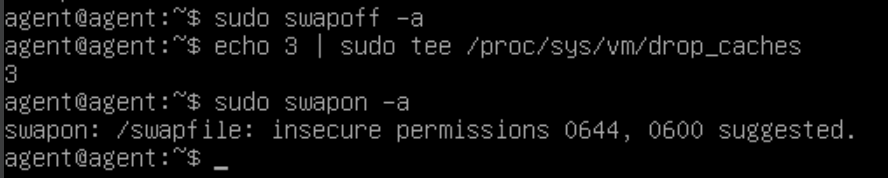 agent@agent:~$ sudo swapoff -a
agent@agent:~$ echo 3 | sudo tee /proc/sys/vm/drop_caches
3
agent@agent:~$ sudo swapon -a
swapon: /swapfile: insecure permissions 0644, 0600 suggested.
agent@agent:~$ _